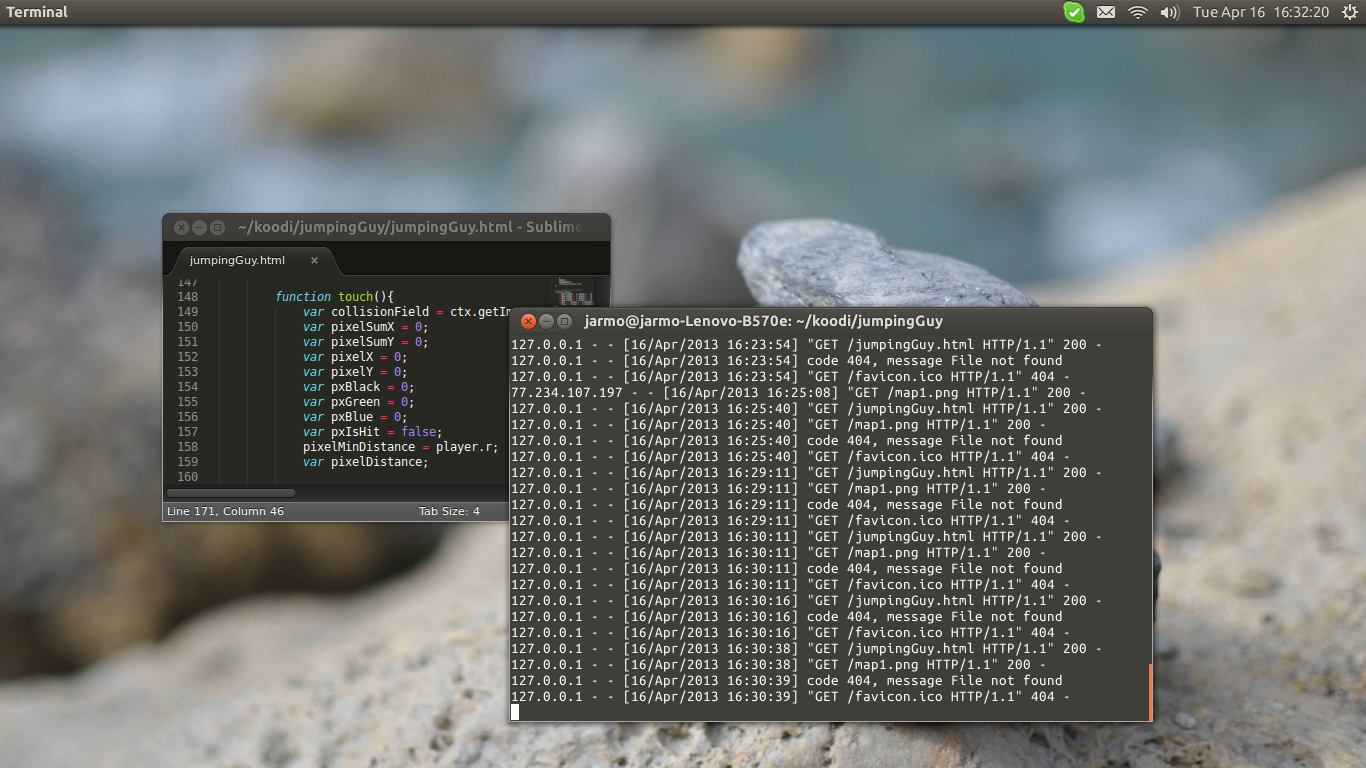 Terminal
Tue Apr 16 16:32:20
~/koodi/jumpingGuy/jumpingGuy.html - Sublime
jumpingGuy.html ×
147
148 function touch(){
149 var collisionField = ctx.getIm
150 var pixelSumX = 0;
151 var pixelSumY = 0;
152 var pixelX = 0;
153 var pixelY = 0;
154 var pxBlack = 0;
155 var pxGreen = 0;
156 var pxBlue = 0;
157 var pxIsHit = false;
158 pixelMinDistance = player.r;
159 var pixelDistance;
160
Line 171, Column 46 Tab Size: 4
jarmo@jarmo-Lenovo-B570e: ~/koodi/jumpingGuy
127.0.0.1 - - [16/Apr/2013 16:23:54] "GET /jumpingGuy.html HTTP/1.1" 200 -
127.0.0.1 - - [16/Apr/2013 16:23:54] code 404, message File not found
127.0.0.1 - - [16/Apr/2013 16:23:54] "GET /favicon.ico HTTP/1.1" 404 -
77.234.107.197 - - [16/Apr/2013 16:25:08] "GET /map1.png HTTP/1.1" 200 -
127.0.0.1 - - [16/Apr/2013 16:25:40] "GET /jumpingGuy.html HTTP/1.1" 200 -
127.0.0.1 - - [16/Apr/2013 16:25:40] "GET /map1.png HTTP/1.1" 200 -
127.0.0.1 - - [16/Apr/2013 16:25:40] code 404, message File not found
127.0.0.1 - - [16/Apr/2013 16:25:40] "GET /favicon.ico HTTP/1.1" 404 -
127.0.0.1 - - [16/Apr/2013 16:29:11] "GET /jumpingGuy.html HTTP/1.1" 200 -
127.0.0.1 - - [16/Apr/2013 16:29:11] "GET /map1.png HTTP/1.1" 200 -
127.0.0.1 - - [16/Apr/2013 16:29:11] code 404, message File not found
127.0.0.1 - - [16/Apr/2013 16:29:11] "GET /favicon.ico HTTP/1.1" 404 -
127.0.0.1 - - [16/Apr/2013 16:30:11] "GET /jumpingGuy.html HTTP/1.1" 200 -
127.0.0.1 - - [16/Apr/2013 16:30:11] "GET /map1.png HTTP/1.1" 200 -
127.0.0.1 - - [16/Apr/2013 16:30:11] code 404, message File not found
127.0.0.1 - - [16/Apr/2013 16:30:11] "GET /favicon.ico HTTP/1.1" 404 -
127.0.0.1 - - [16/Apr/2013 16:30:16] "GET /jumpingGuy.html HTTP/1.1" 200 -
127.0.0.1 - - [16/Apr/2013 16:30:16] code 404, message File not found
127.0.0.1 - - [16/Apr/2013 16:30:16] "GET /favicon.ico HTTP/1.1" 404 -
127.0.0.1 - - [16/Apr/2013 16:30:38] "GET /jumpingGuy.html HTTP/1.1" 200 -
127.0.0.1 - - [16/Apr/2013 16:30:38] "GET /map1.png HTTP/1.1" 200 -
127.0.0.1 - - [16/Apr/2013 16:30:39] code 404, message File not found
127.0.0.1 - - [16/Apr/2013 16:30:39] "GET /favicon.ico HTTP/1.1" 404 -